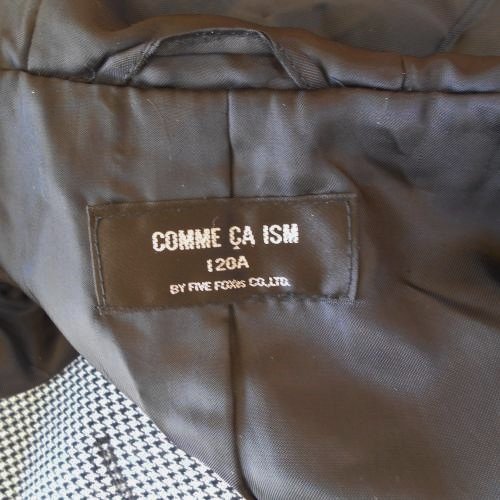 COMME ÇA ISM
120A
BY FIVE FOXes CO.,LTD.